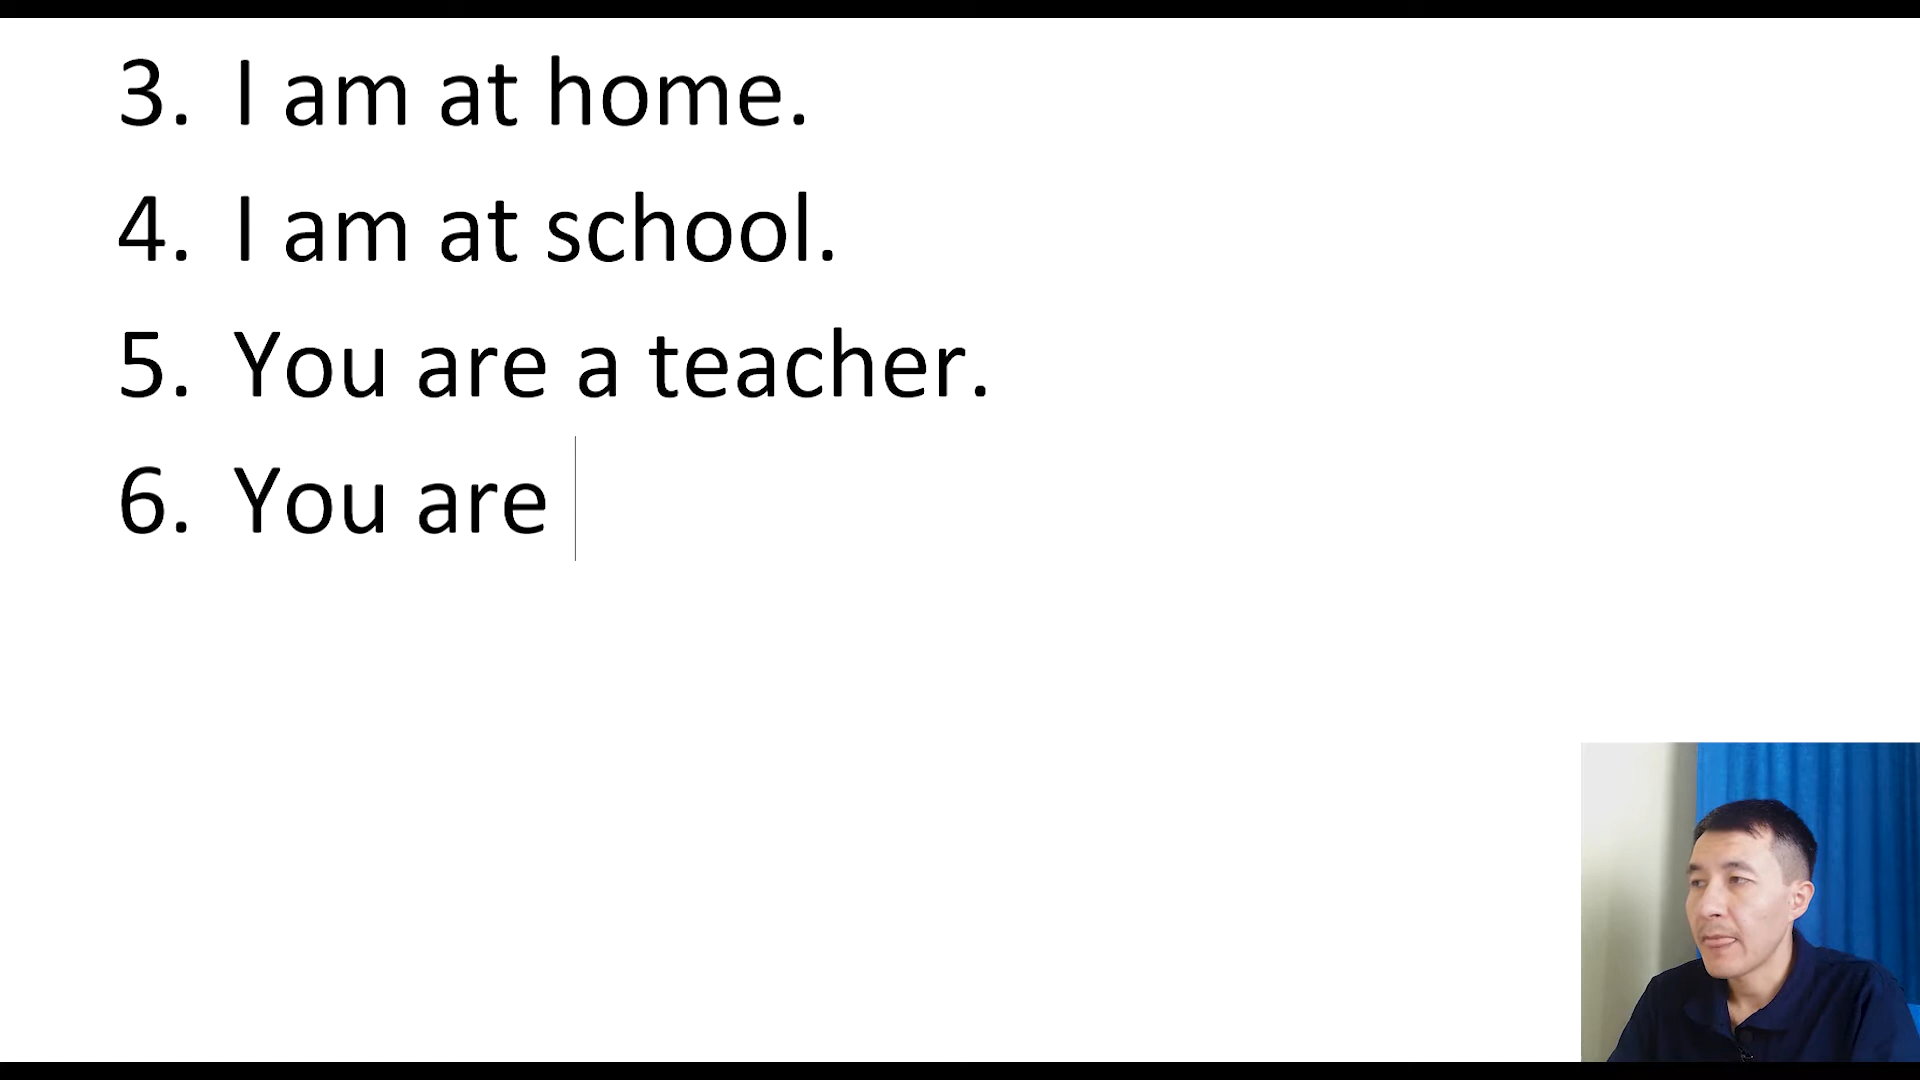 3. I am at home.
4. I am at school.
5. You are a teacher.
6. You are